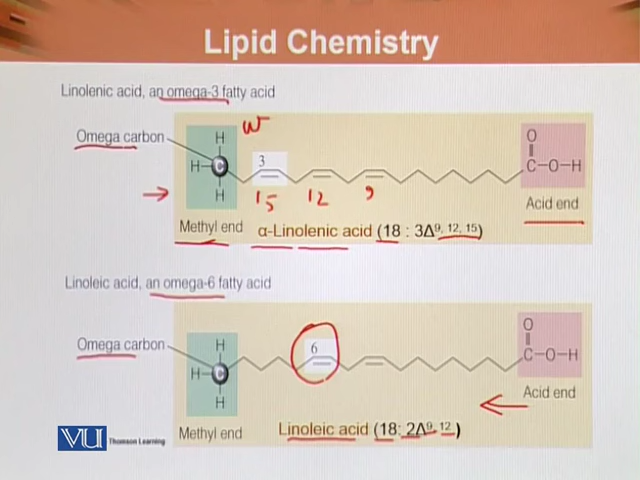 Lipid Chemistry
Linolenic acid, an omega-3 fatty acid
Omega carbon
H
W
O
H-C
3
C-O-H
H
15 12 9
Acid end
Methyl end
α-Linolenic acid (18 : 3Δ9, 12, 15)
Linoleic acid, an omega-6 fatty acid
Omega carbon
H
6
O
H-C
C-O-H
H
Acid end
Methyl end
Linoleic acid (18: 2Δ9, 12)
VU Thomson Learning